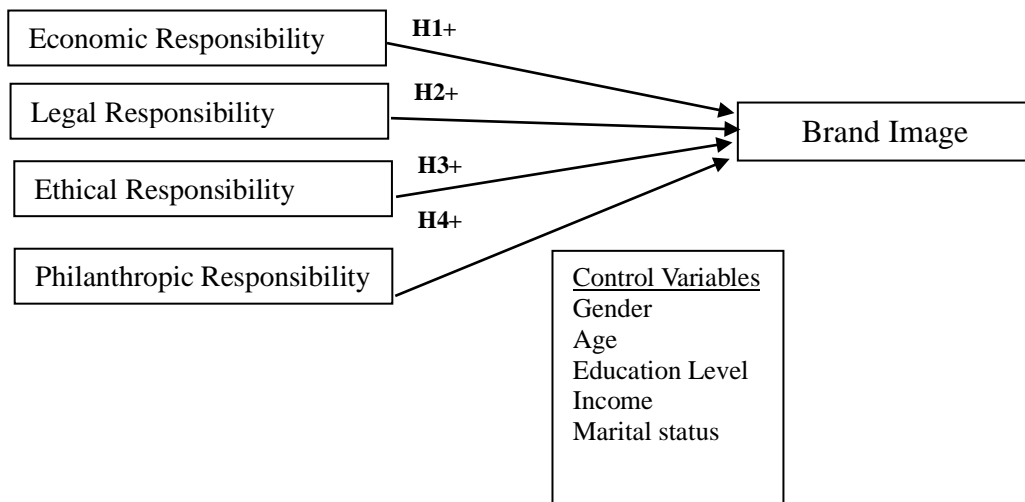 Economic Responsibility
H1+
Legal Responsibility
H2+
Brand Image
Ethical Responsibility
H3+
H4+
Philanthropic Responsibility
Control Variables
Gender
Age
Education Level
Income
Marital status